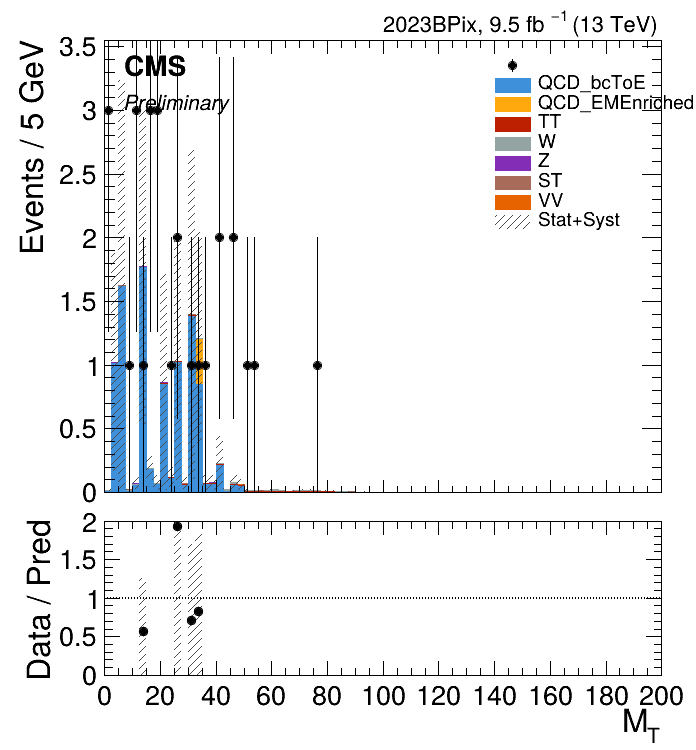 2023BPix, 9.5 fb⁻¹ (13 TeV)
CMS
Preliminary
Events / 5 GeV
3.5
3
2.5
2
1.5
1
0.5
0
QCD_bcToE
QCD_EMEnriched
TT
W
Z
ST
VV
Stat+Syst
Data / Pred
2
1.5
1
0.5
0
0 20 40 60 80 100 120 140 160 180 200
M_T